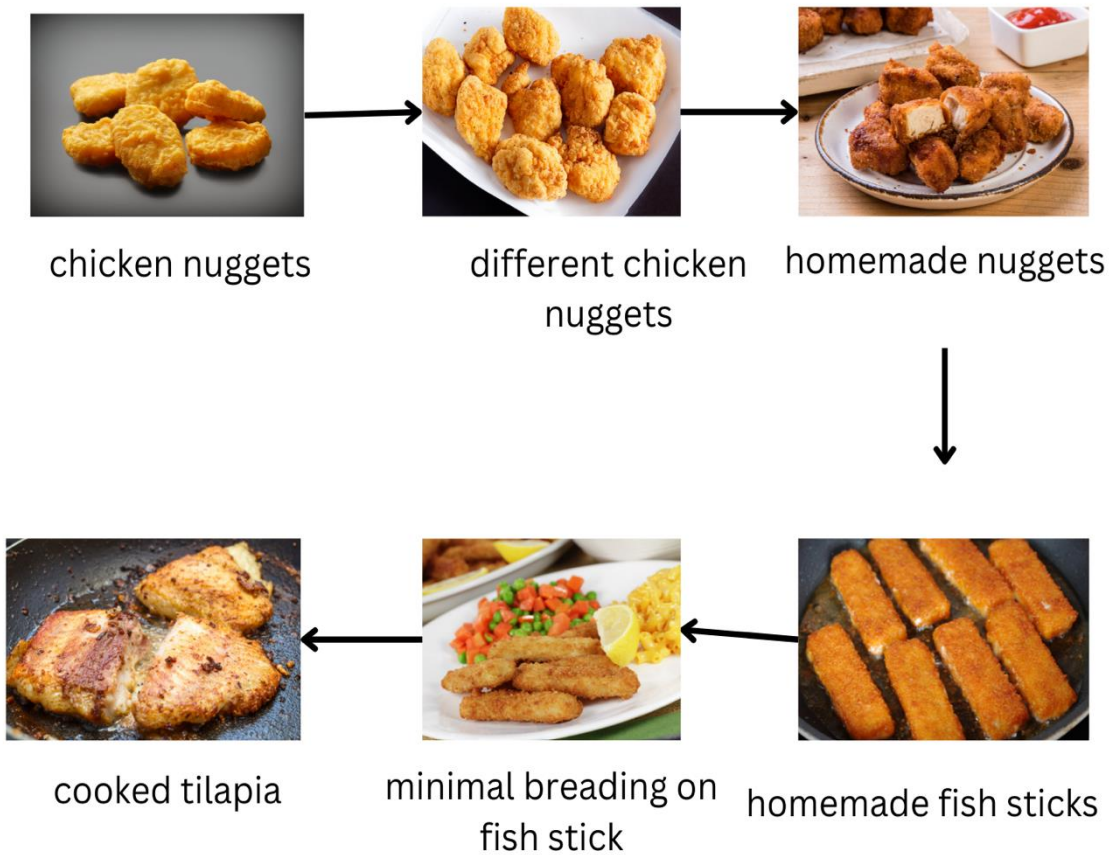 chicken nuggets
different chicken
nuggets
homemade nuggets
homemade fish sticks
minimal breading on
fish stick
cooked tilapia